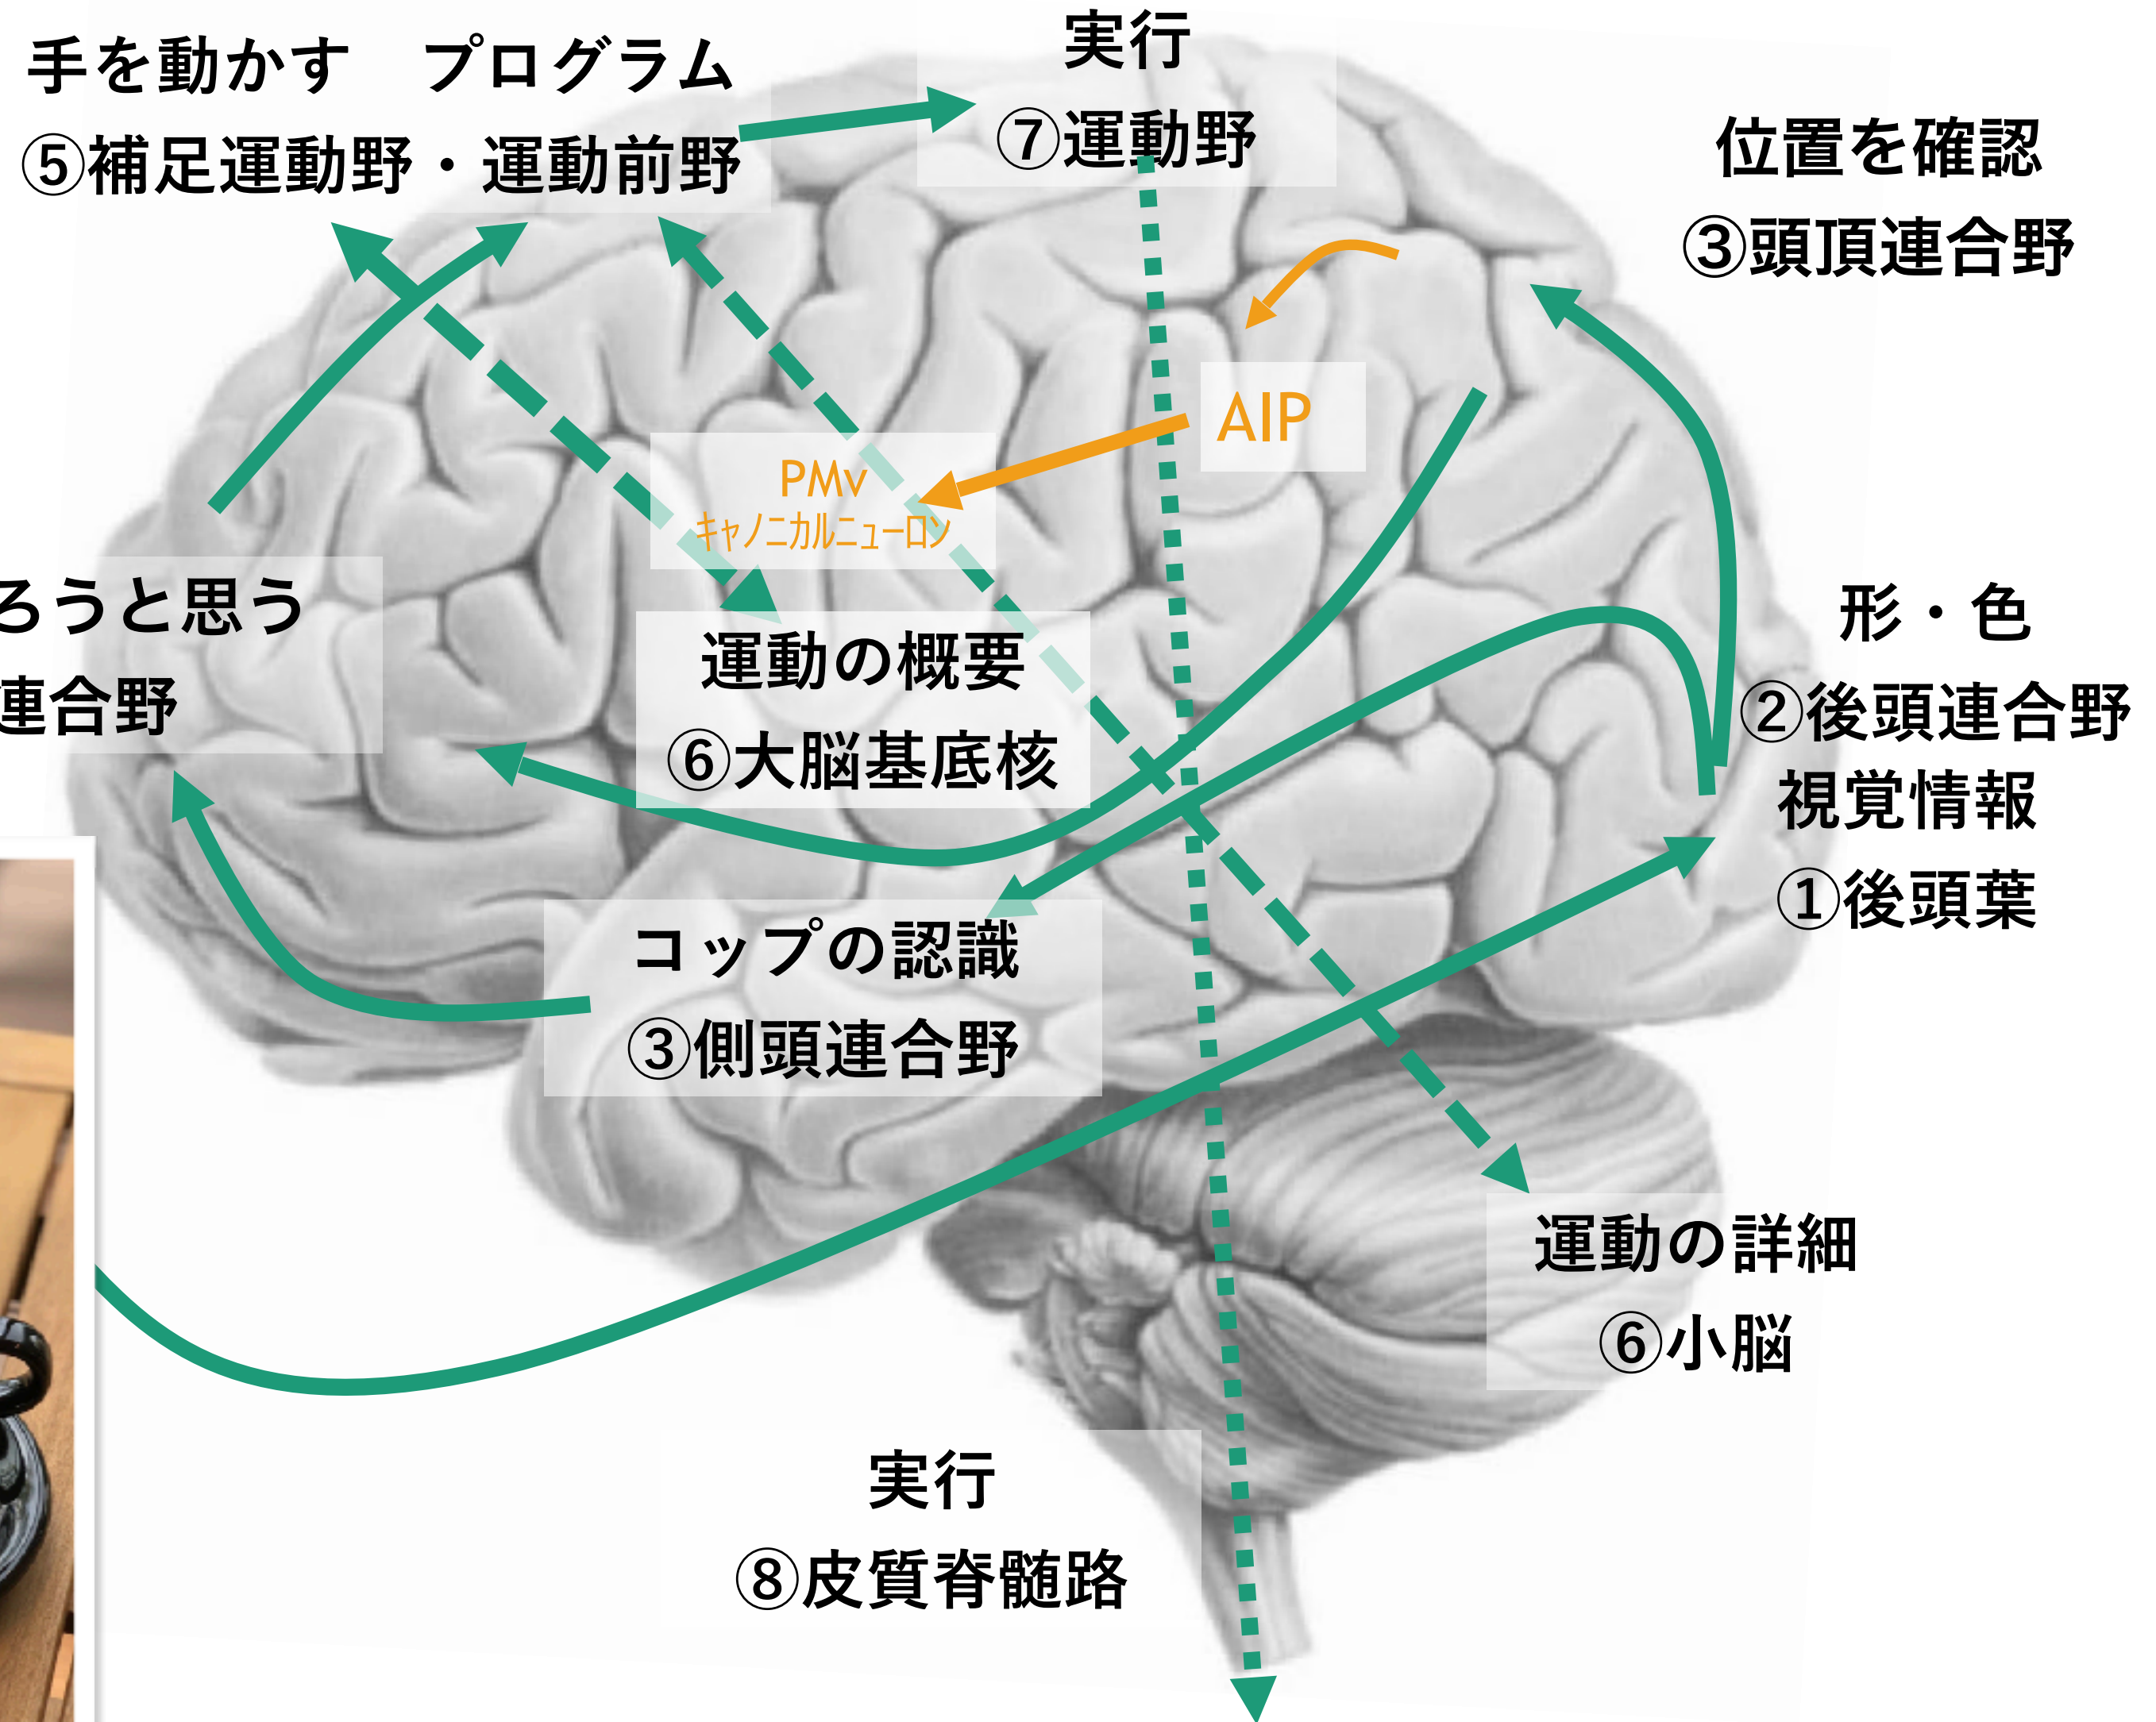 手を動かす　プログラム
⑤補足運動野・運動前野
実行
⑦運動野
位置を確認
③頭頂連合野
AIP
PMv
キャノニカルニューロン
ろうと思う
連合野
運動の概要
⑥大脳基底核
形・色
②後頭連合野
視覚情報
①後頭葉
コップの認識
③側頭連合野
運動の詳細
⑥小脳
実行
⑧皮質脊髄路